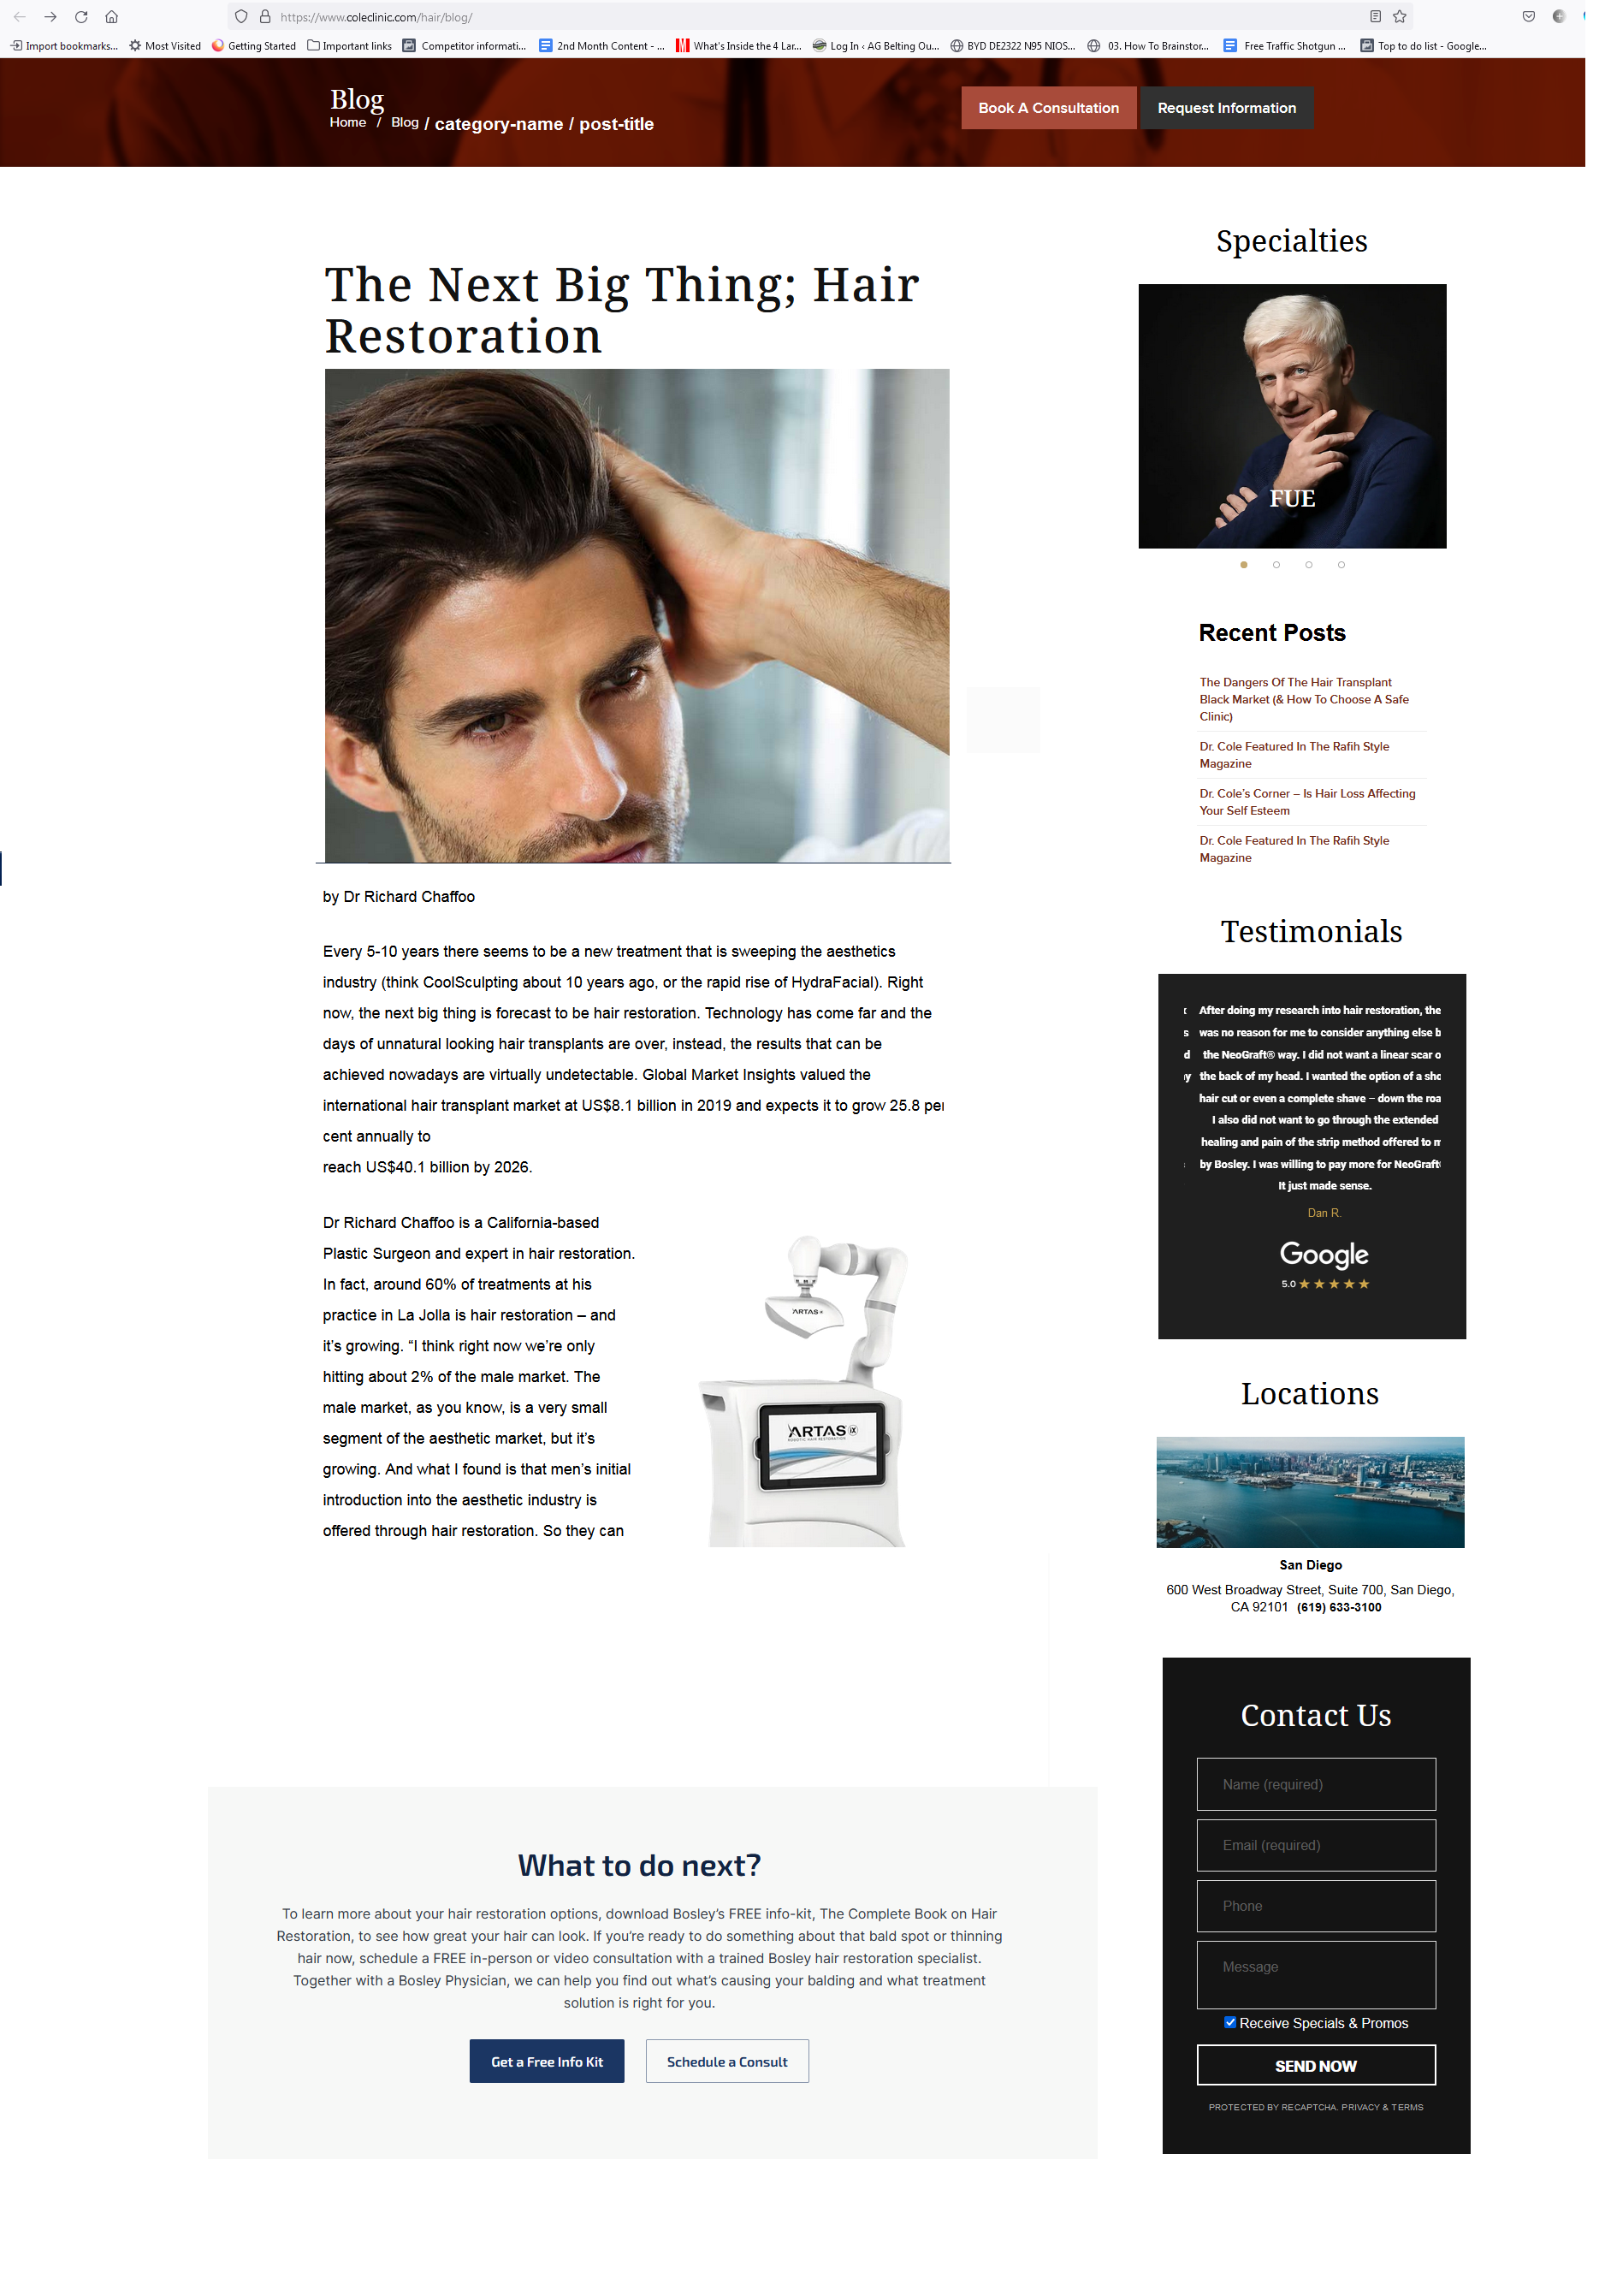 https://www.coleclinic.com/hair/blog/
Import bookmarks... Most Visited Getting Started Important links Competitor informati... 2nd Month Content - ... What's Inside the 4 Lar... Log In ‹ AG Belting Ou... BYD DE2322 N95 NIOS... 03. How To Brainstor... Free Traffic Shotgun ... Top to do list - Google...
Blog
Home / Blog / category-name / post-title
Book A Consultation
Request Information
The Next Big Thing; Hair
Restoration
by Dr Richard Chaffoo
Every 5-10 years there seems to be a new treatment that is sweeping the aesthetics
industry (think CoolSculpting about 10 years ago, or the rapid rise of HydraFacial). Right
now, the next big thing is forecast to be hair restoration. Technology has come far and the
days of unnatural looking hair transplants are over, instead, the results that can be
achieved nowadays are virtually undetectable. Global Market Insights valued the
international hair transplant market at US$8.1 billion in 2019 and expects it to grow 25.8 per
cent annually to
reach US$40.1 billion by 2026.
Dr Richard Chaffoo is a California-based
Plastic Surgeon and expert in hair restoration.
In fact, around 60% of treatments at his
practice in La Jolla is hair restoration – and
it's growing. “I think right now we're only
hitting about 2% of the male market. The
male market, as you know, is a very small
segment of the aesthetic market, but it's
growing. And what I found is that men's initial
introduction into the aesthetic industry is
offered through hair restoration. So they can
ARTAS
ARTAS iX
ROBOTIC HAIR RESTORATION
What to do next?
To learn more about your hair restoration options, download Bosley's FREE info-kit, The Complete Book on Hair
Restoration, to see how great your hair can look. If you're ready to do something about that bald spot or thinning
hair now, schedule a FREE in-person or video consultation with a trained Bosley hair restoration specialist.
Together with a Bosley Physician, we can help you find out what's causing your balding and what treatment
solution is right for you.
Get a Free Info Kit
Schedule a Consult
Specialties
FUE
Recent Posts
The Dangers Of The Hair Transplant
Black Market (& How To Choose A Safe
Clinic)
Dr. Cole Featured In The Rafih Style
Magazine
Dr. Cole's Corner – Is Hair Loss Affecting
Your Self Esteem
Dr. Cole Featured In The Rafih Style
Magazine
Testimonials
After doing my research into hair restoration, the
was no reason for me to consider anything else b
the NeoGraft® way. I did not want a linear scar o
the back of my head. I wanted the option of a sho
hair cut or even a complete shave – down the roa
I also did not want to go through the extended
healing and pain of the strip method offered to m
by Bosley. I was willing to pay more for NeoGraft
It just made sense.
Dan R.
Google
5.0
Locations
San Diego
600 West Broadway Street, Suite 700, San Diego,
CA 92101 (619) 633-3100
Contact Us
Name (required)
Email (required)
Phone
Message
Receive Specials & Promos
SEND NOW
PROTECTED BY RECAPTCHA. PRIVACY & TERMS